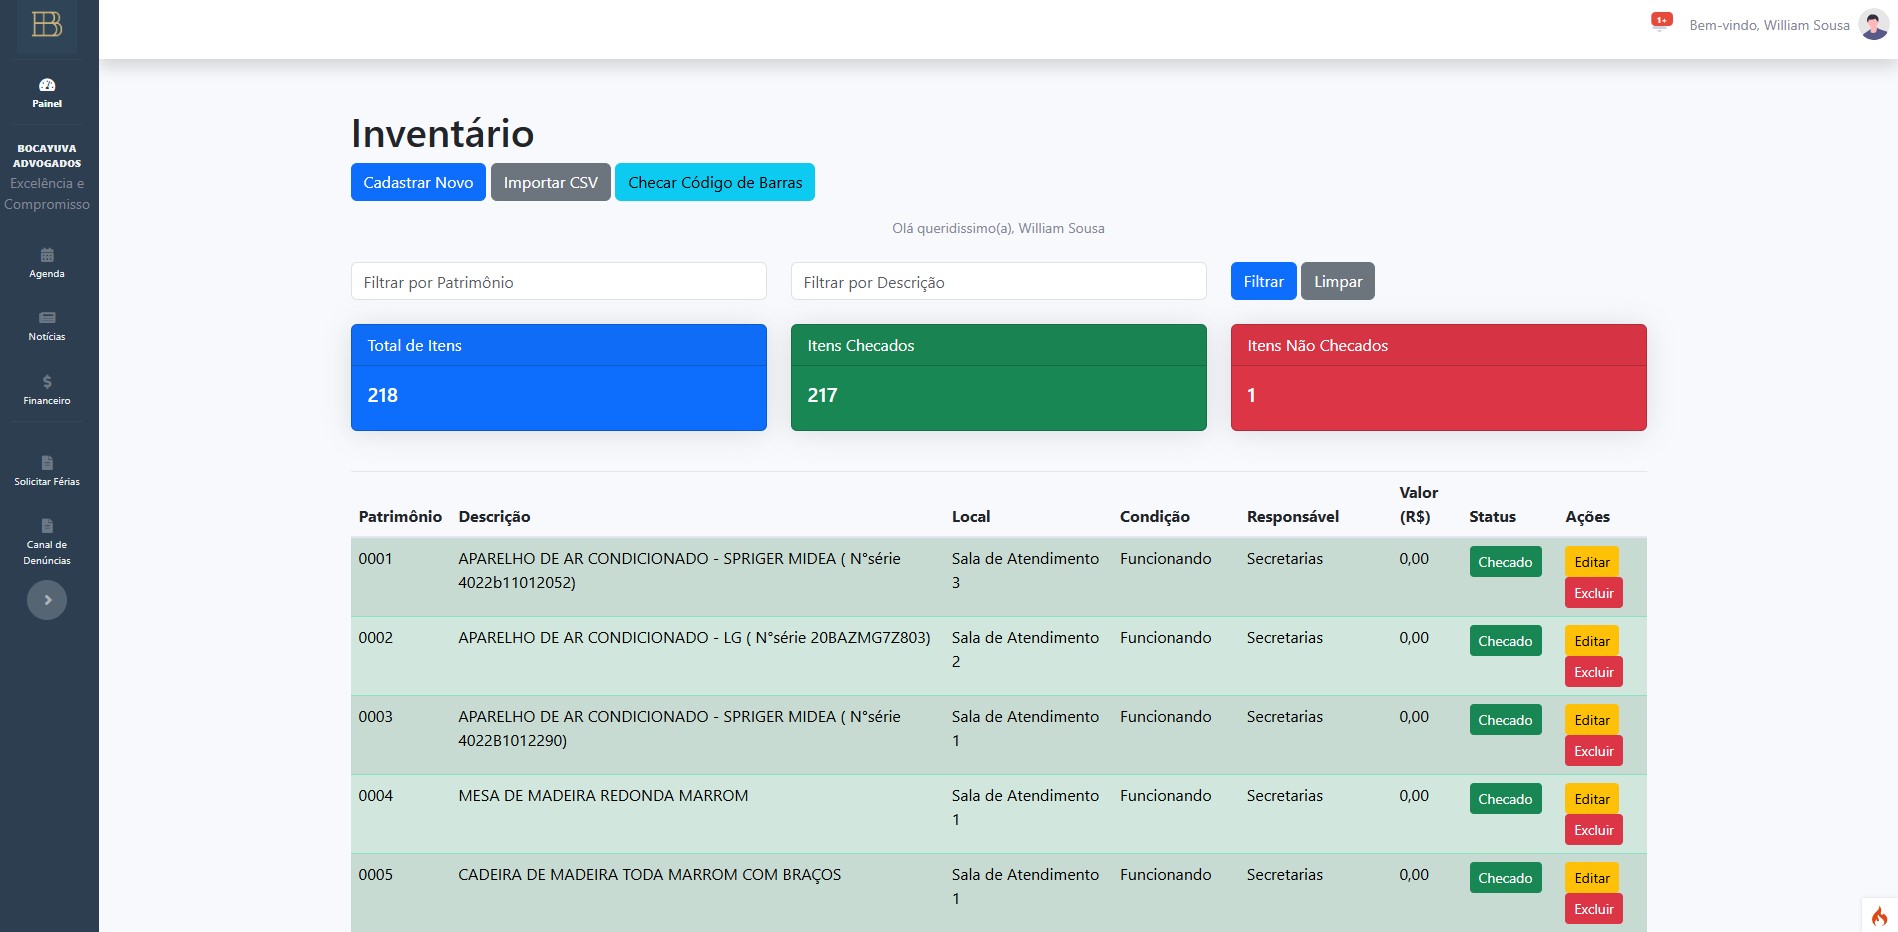 1+
Bem-vindo, William Sousa
Painel
BOCAYUVA
ADVOGADOS
Excelência e
Compromisso
Agenda
Notícias
Financeiro
Solicitar Férias
Canal de
Denúncias
Inventário
Cadastrar Novo Importar CSV Checar Código de Barras
Olá queridissimo(a), William Sousa
Filtrar por Patrimônio Filtrar por Descrição Filtrar Limpar
Total de Itens Itens Checados Itens Não Checados
218 217 1
Valor
Patrimônio Descrição Local Condição Responsável (R$) Status Ações
0001 APARELHO DE AR CONDICIONADO - SPRIGER MIDEA ( N°série Sala de Atendimento Funcionando Secretarias 0,00 Checado Editar
4022b11012052) 3 Excluir
0002 APARELHO DE AR CONDICIONADO - LG ( N°série 20BAZMG7Z803) Sala de Atendimento Funcionando Secretarias 0,00 Checado Editar
2 Excluir
0003 APARELHO DE AR CONDICIONADO - SPRIGER MIDEA ( N°série Sala de Atendimento Funcionando Secretarias 0,00 Checado Editar
4022B1012290) 1 Excluir
0004 MESA DE MADEIRA REDONDA MARROM Sala de Atendimento Funcionando Secretarias 0,00 Checado Editar
1 Excluir
0005 CADEIRA DE MADEIRA TODA MARROM COM BRAÇOS Sala de Atendimento Funcionando Secretarias 0,00 Checado Editar
1 Excluir